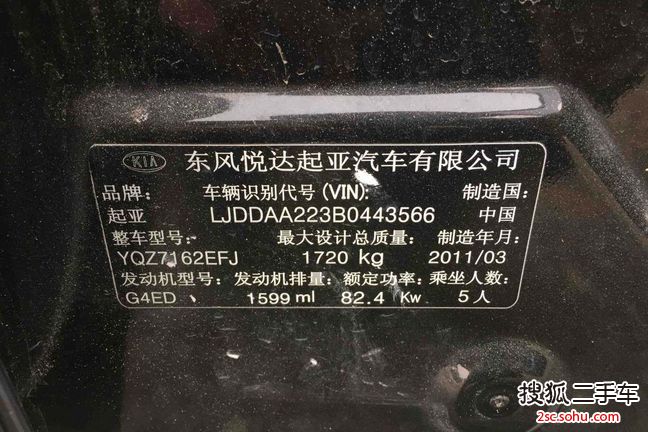 KIA 东风悦达起亚汽车有限公司
品牌: 车辆识别代号(VIN): 制造国:
起亚 LJDDAA223B0443566 中国
整车型号: 最大设计总质量: 制造年月:
YQZ7162EFJ 1720 kg 2011/03
发动机型号: 发动机排量: 额定功率: 乘坐人数:
G4ED 1599 ml 82.4 Kw 5人
搜狐二手车
2sc.sohu.com